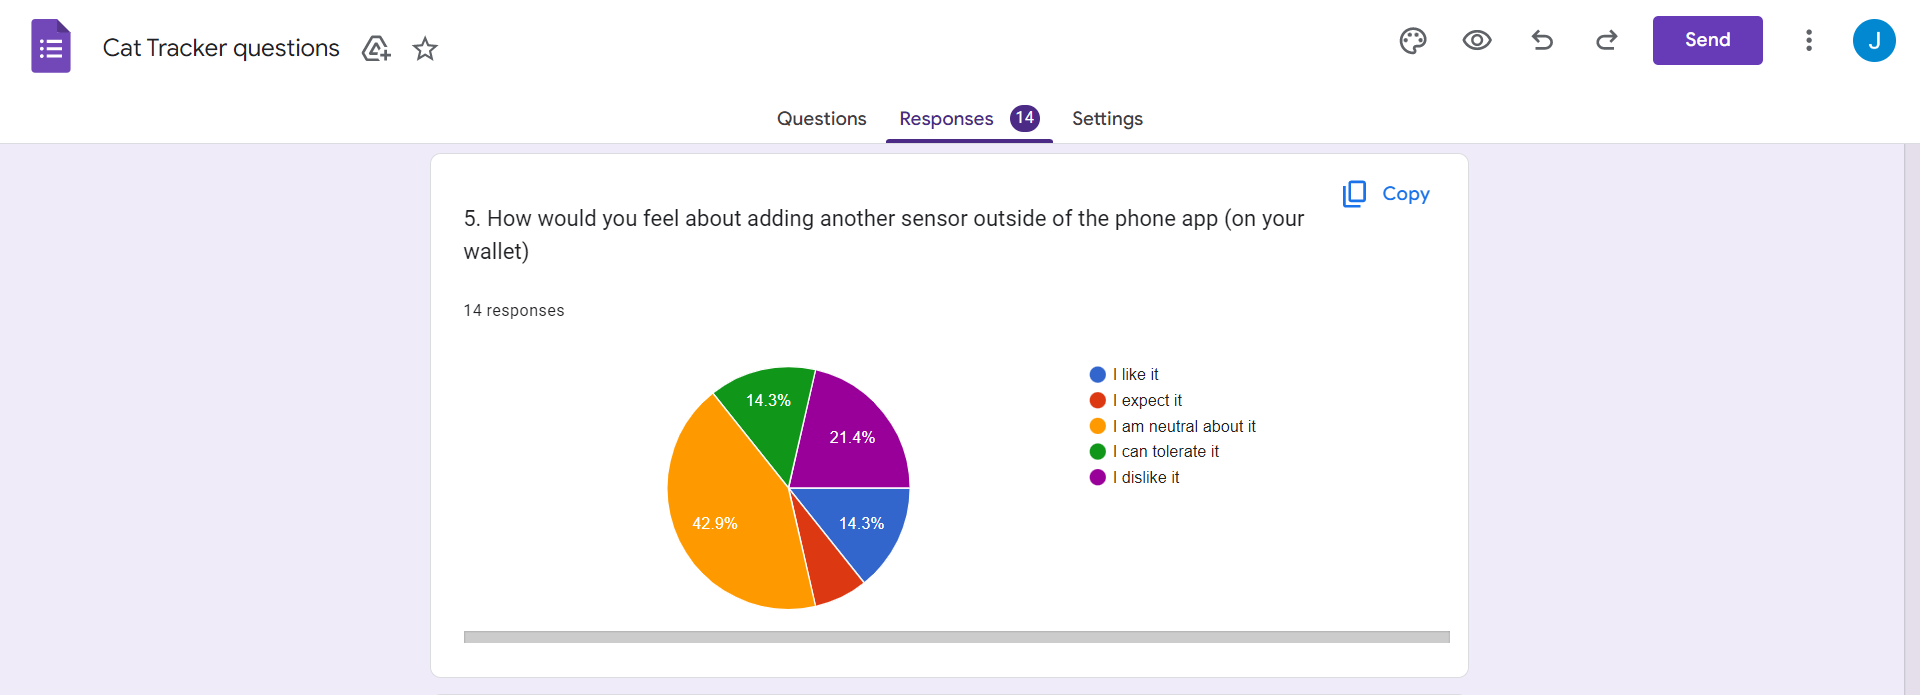 Cat Tracker questions
Send
J
Questions
Responses 14
Settings
Copy
5. How would you feel about adding another sensor outside of the phone app (on your
wallet)
14 responses
14.3%
21.4%
42.9%
14.3%
I like it
I expect it
I am neutral about it
I can tolerate it
I dislike it